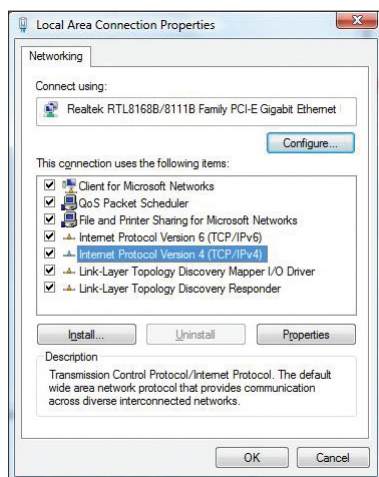 Local Area Connection Properties
Networking
Connect using:
Realtek RTL8168B/8111B Family PCI-E Gigabit Ethernet
Configure...
This connection uses the following items:
Client for Microsoft Networks
QoS Packet Scheduler
File and Printer Sharing for Microsoft Networks
Internet Protocol Version 6 (TCP/IPv6)
Internet Protocol Version 4 (TCP/IPv4)
Link-Layer Topology Discovery Mapper I/O Driver
Link-Layer Topology Discovery Responder
Install... Uninstall Properties
Description
Transmission Control Protocol/Internet Protocol. The default
wide area network protocol that provides communication
across diverse interconnected networks.
OK Cancel